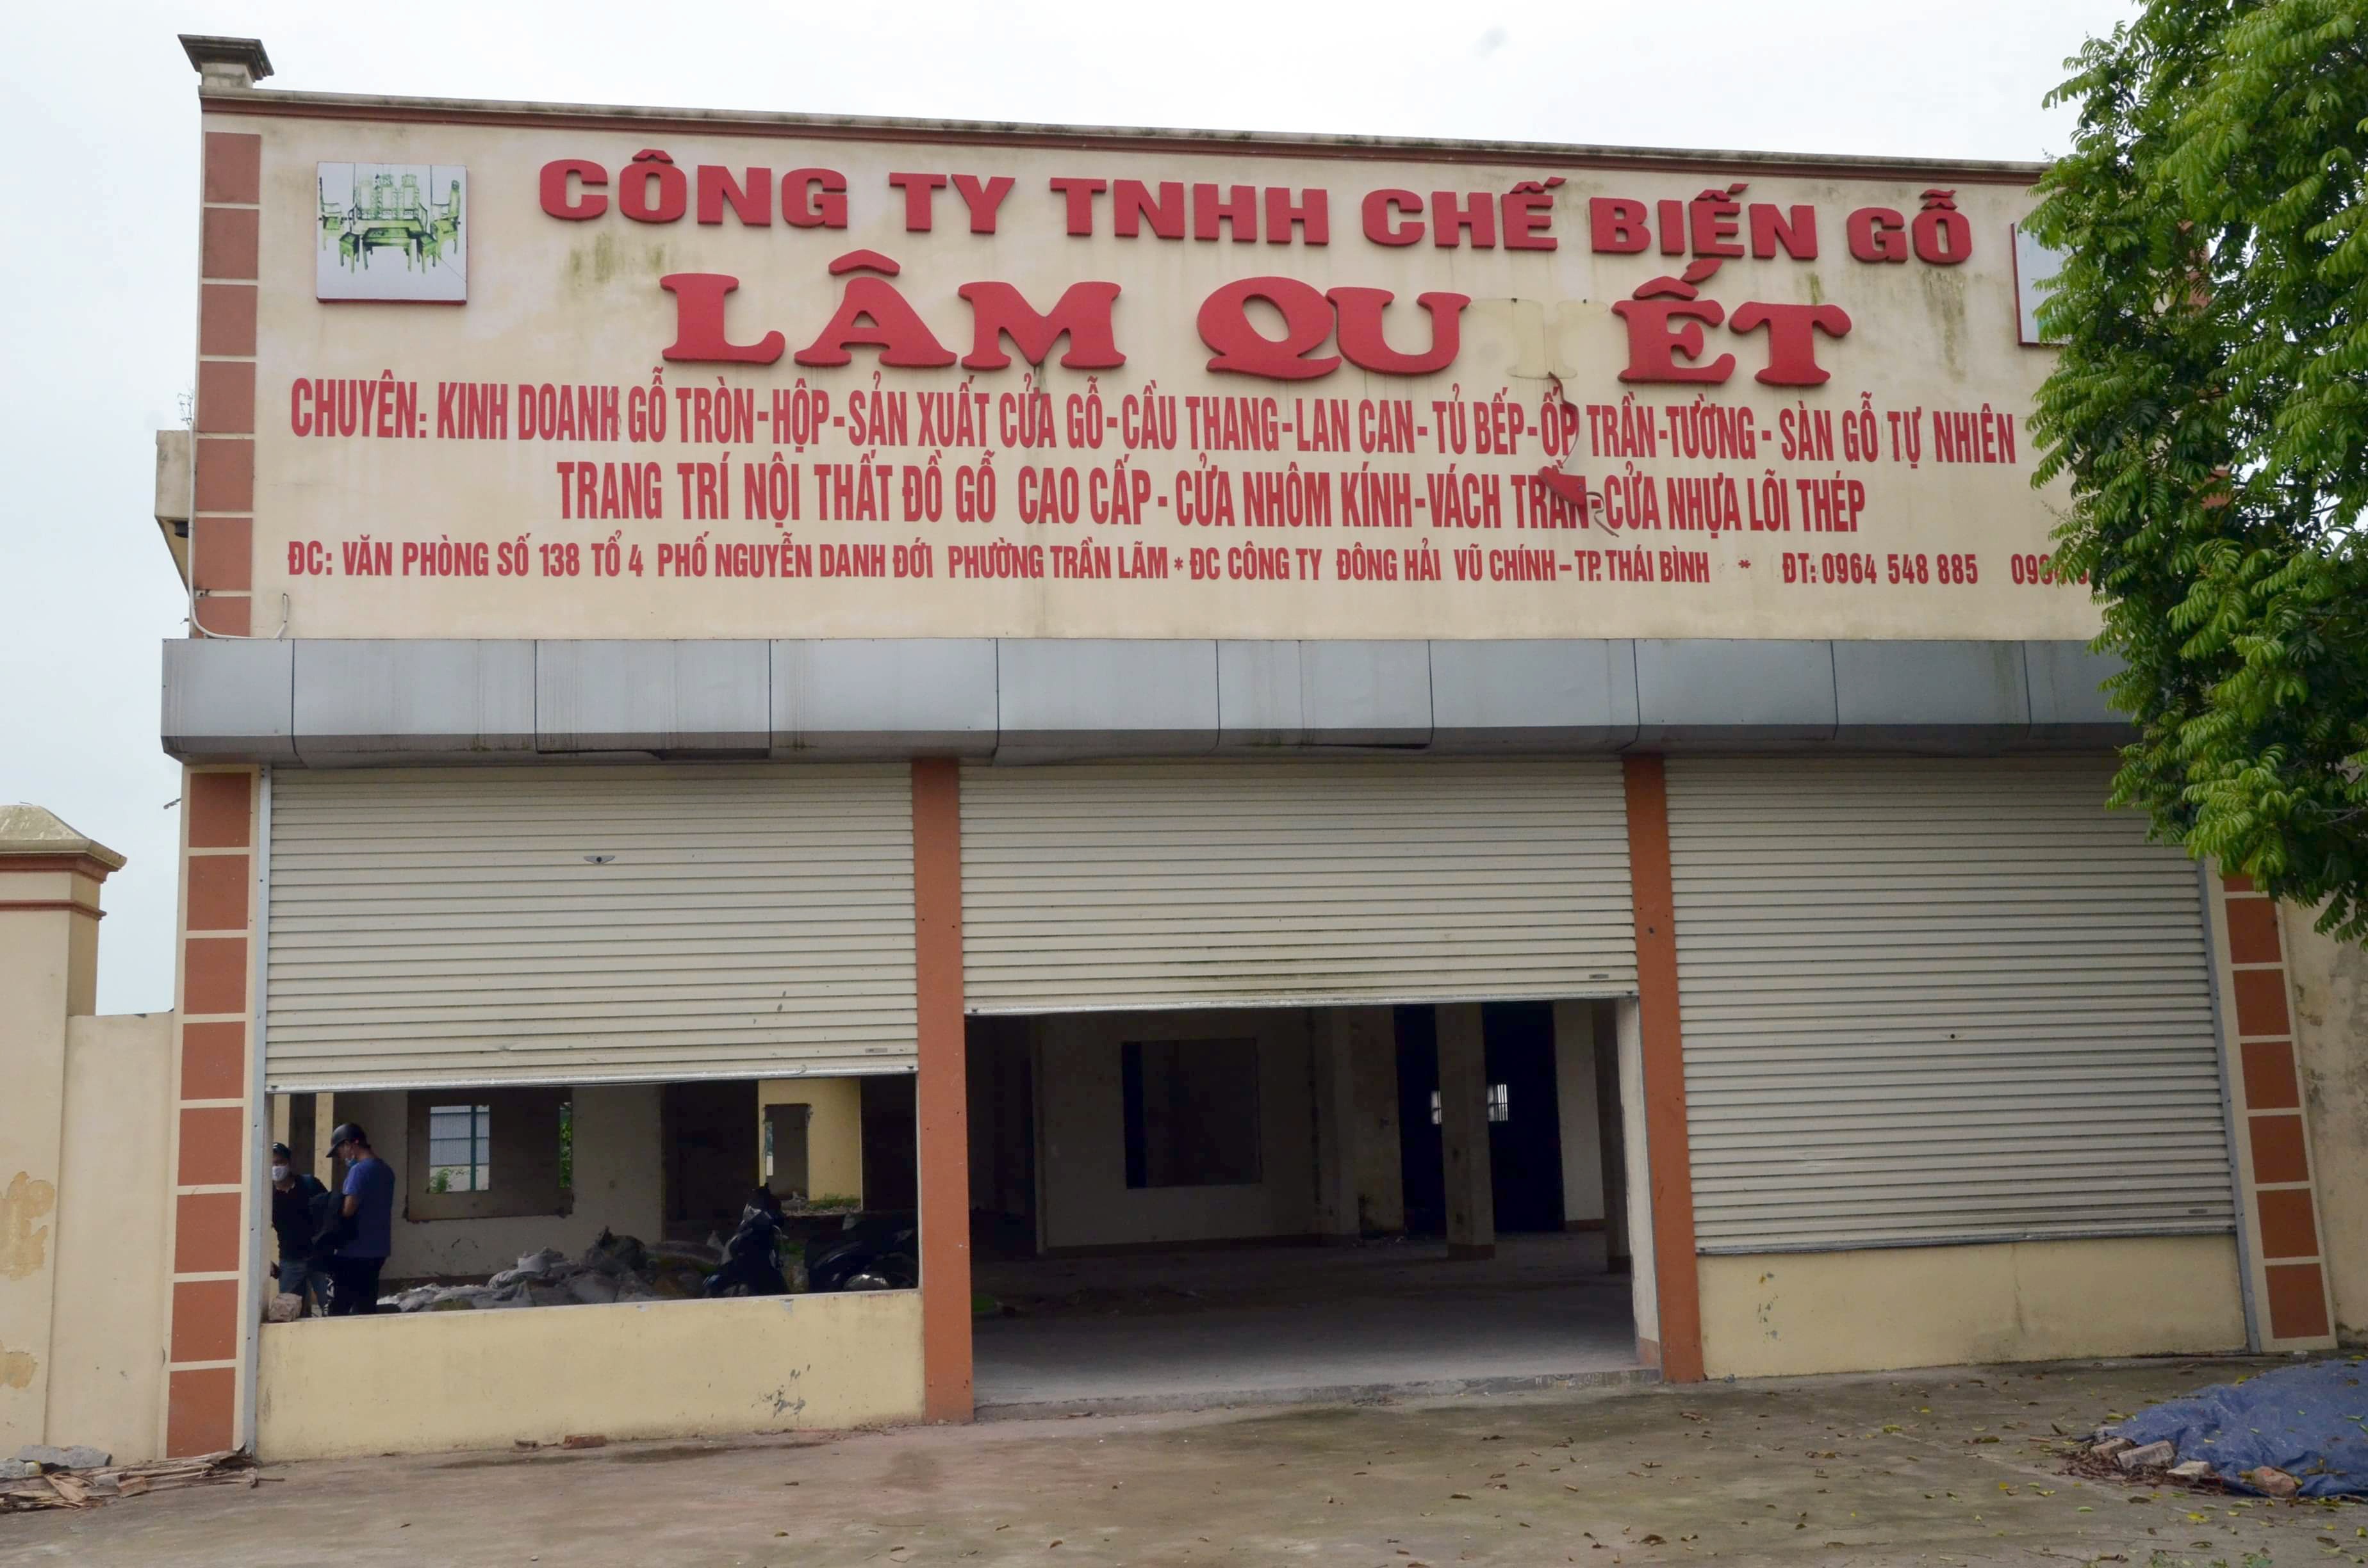 CÔNG TY TNHH CHẾ BIẾN GỖ
LÂM QUYẾT
CHUYÊN: KINH DOANH GỖ TRÒN-HỘP-SẢN XUẤT CỬA GỖ-CẦU THANG-LAN CAN-TỦ BẾP-ỐP TRẦN-TƯỜNG-SÀN GỖ TỰ NHIÊN
TRANG TRÍ NỘI THẤT ĐỒ GỖ CAO CẤP-CỬA NHÔM KÍNH-VÁCH TRẦN-CỬA NHỰA LÕI THÉP
ĐC: VĂN PHÒNG SỐ 138 TỔ 4 PHỐ NGUYỄN DANH ĐỚI PHƯỜNG TRẦN LÃM * ĐC CÔNG TY ĐÔNG HẢI VŨ CHÍNH-TP. THÁI BÌNH * ĐT: 0964 548 885